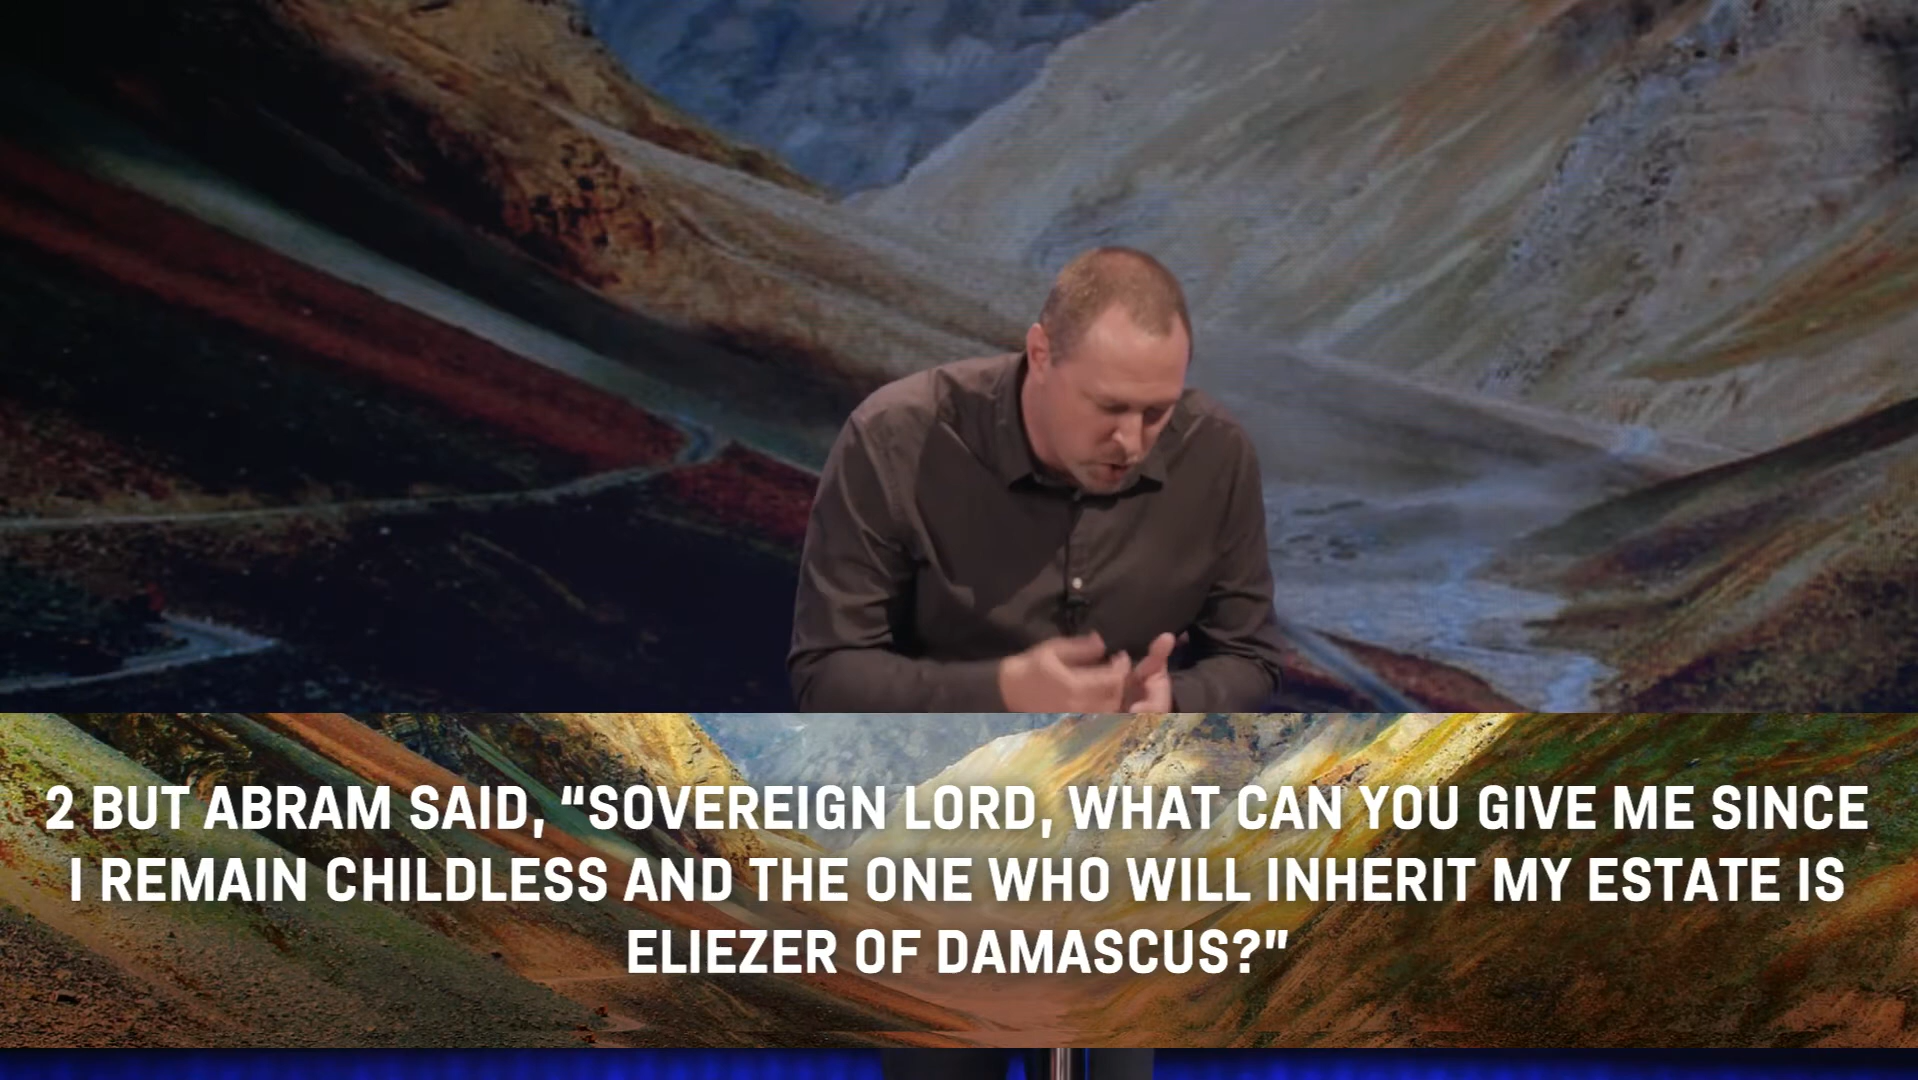 2 BUT ABRAM SAID, “SOVEREIGN LORD, WHAT CAN YOU GIVE ME SINCE
I REMAIN CHILDLESS AND THE ONE WHO WILL INHERIT MY ESTATE IS
ELIEZER OF DAMASCUS?”